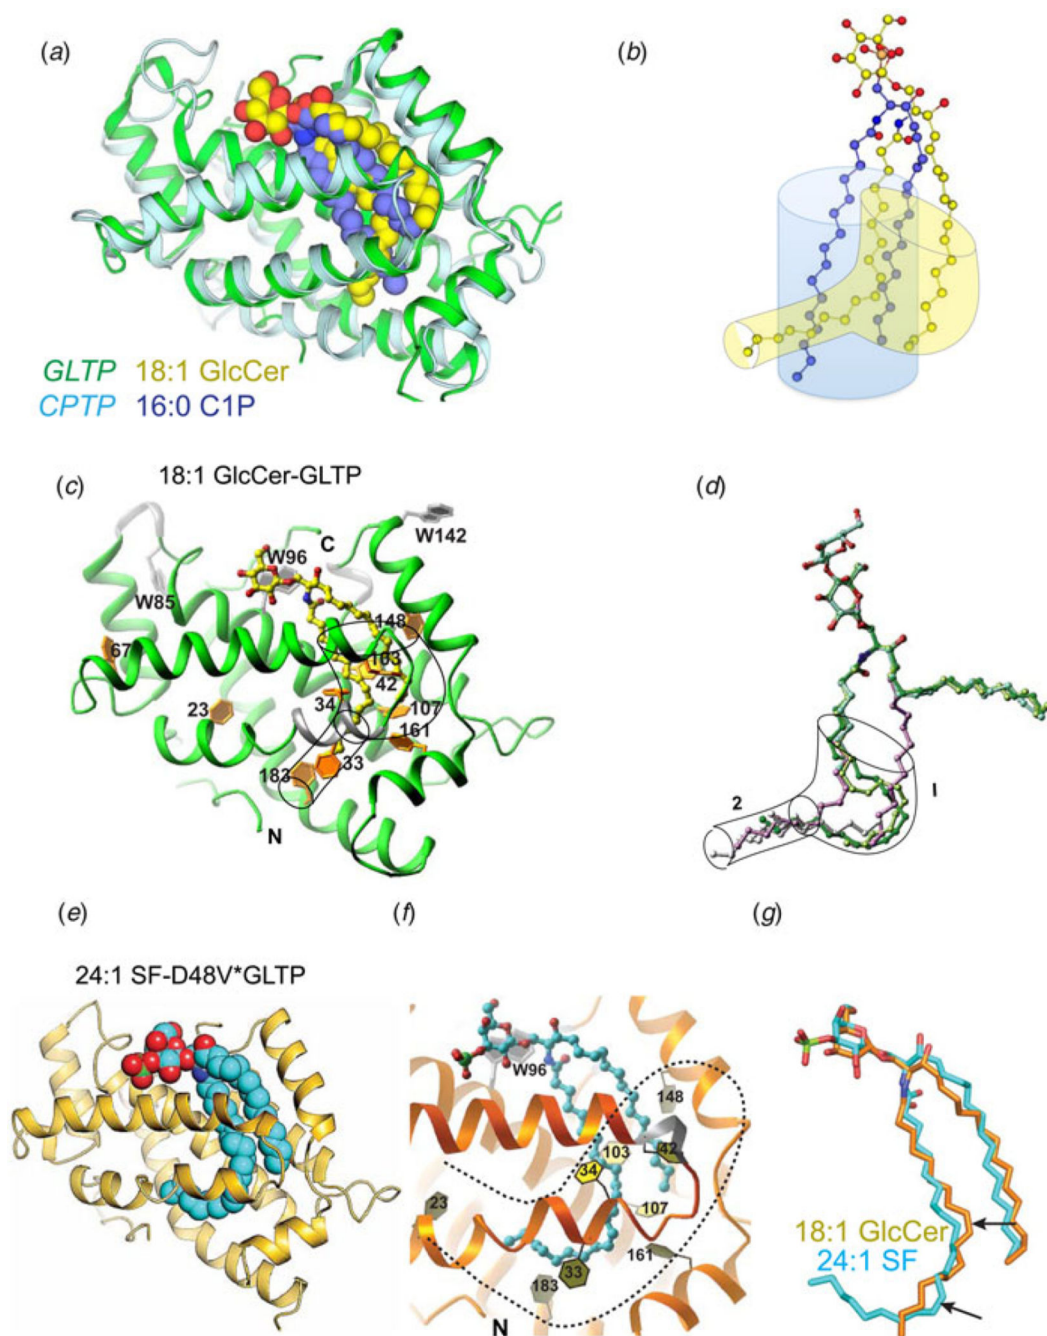 (a)
(b)
GLTP 18:1 GlcCer
CPTP 16:0 C1P
18:1 GlcCer-GLTP
(c)
(d)
W142
C
W96
W85
148
67
103
42
34
107
23
161
183
33
N
2
1
(e)
(f)
(g)
24:1 SF-D48V*GLTP
W96
148
103
42
34
23
107
161
33
183
N
18:1 GlcCer
24:1 SF